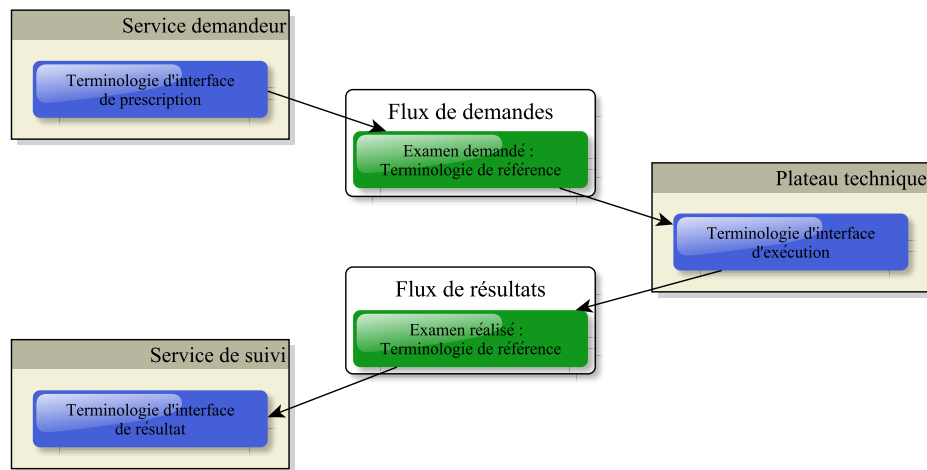 Service demandeur
Terminologie d'interface
de prescription
Flux de demandes
Examen demandé :
Terminologie de référence
Plateau technique
Terminologie d'interface
d'exécution
Flux de résultats
Examen réalisé :
Terminologie de référence
Service de suivi
Terminologie d'interface
de résultat